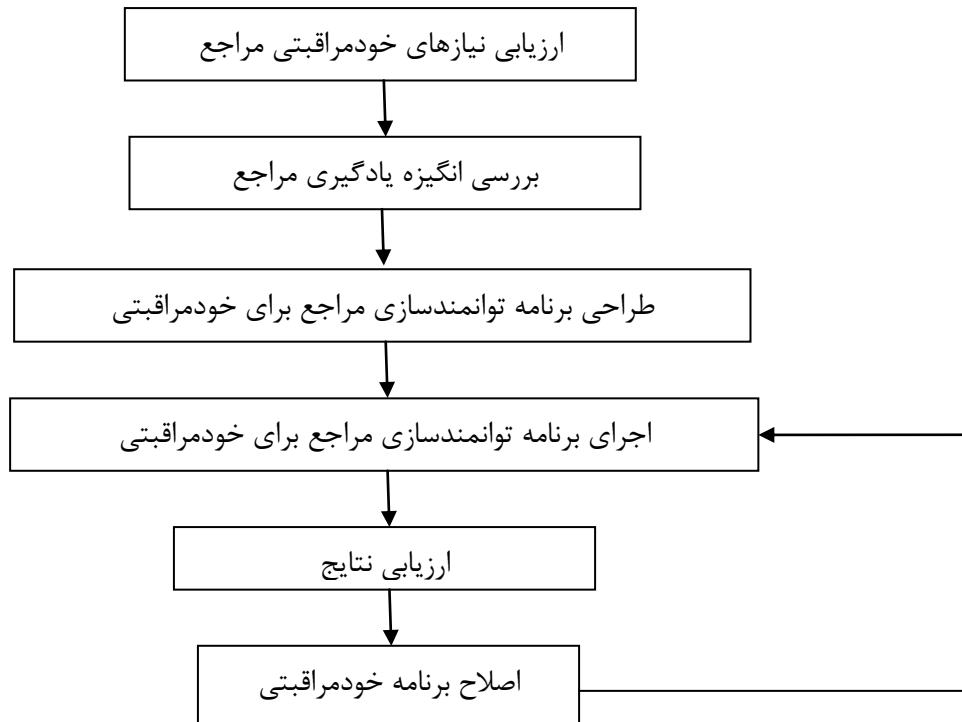 ارزیابی نیازهای خودمراقبتی مراجع
بررسی انگیزه یادگیری مراجع
طراحی برنامه توانمندسازی مراجع برای خودمراقبتی
اجرای برنامه توانمندسازی مراجع برای خودمراقبتی
ارزیابی نتایج
اصلاح برنامه خودمراقبتی